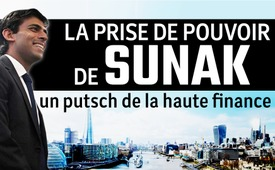 LA PRISE DE POUVOIR
DE SUNAK
un putsch de la haute finance